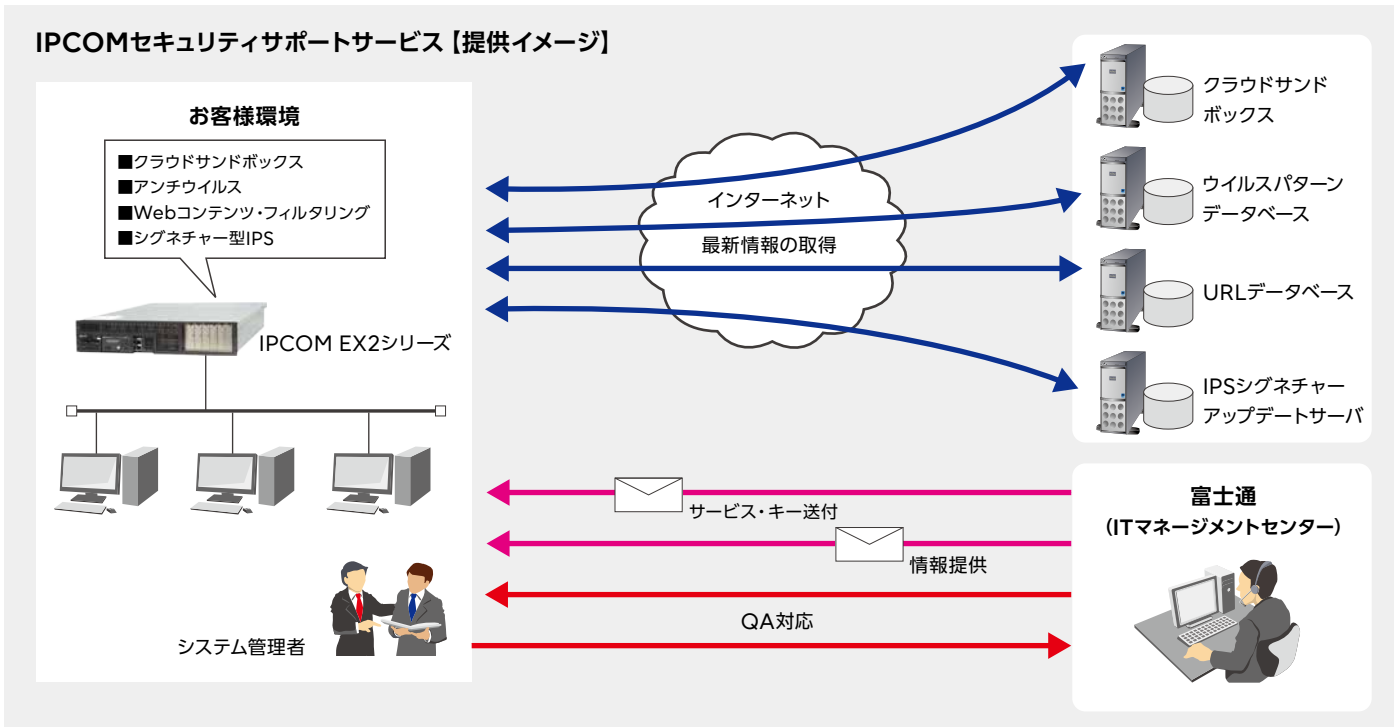 IPCOMセキュリティサポートサービス【提供イメージ】
お客様環境
■クラウドサンドボックス
■アンチウイルス
■Webコンテンツ・フィルタリング
■シグネチャー型IPS
IPCOM EX2シリーズ
システム管理者
インターネット
最新情報の取得
クラウドサンド
ボックス
ウイルスパターン
データベース
URLデータベース
IPSシグネチャー
アップデートサーバ
サービス・キー送付
情報提供
QA対応
富士通
（ITマネージメントセンター）